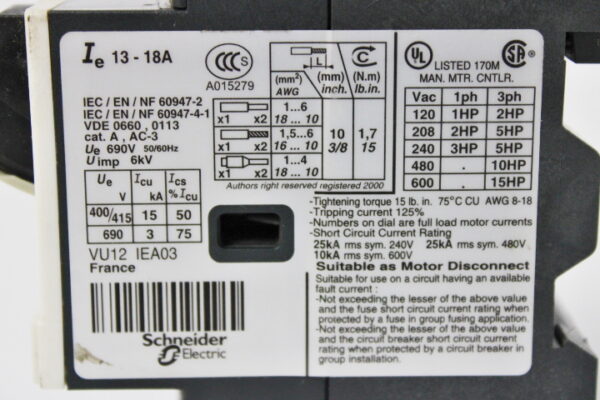 Ie 13 - 18A
CCC S
A015279
IEC / EN / NF 60947-2
IEC / EN / NF 60947-4-1
VDE 0660 , 0113
cat. A , AC-3
Ue 690V 50/60Hz
U imp 6kV
Ue Icu Ics
V kA %Icu
400/415 15 50
690 3 75
VU12 IEA03
France
Schneider
Electric
L C
(mm²) (mm) (N.m)
AWG inch. lb.in.
x1 x2 1...6
18 ... 10
x1 x2 1,5...6 10 1,7
16 ... 10 3/8 15
x1 x2 1...4
18 ... 10
Authors right reserved registered 2000
UL LISTED 170M SA
MAN. MTR. CNTLR.
Vac 1ph 3ph
120 1HP 2HP
208 2HP 5HP
240 3HP 5HP
480 . 10HP
600 . 15HP
-Tightening torque 15 lb. in. 75°C CU AWG 8-18
-Tripping current 125%
-Numbers on dial are full load motor currents
-Short Circuit Current Rating
25kA rms sym. 240V 25kA rms sym. 480V
10kA rms sym. 600V
Suitable as Motor Disconnect
Suitable for use on a circuit having an available
fault current :
-Not exceeding the lesser of the above value
and the fuse short circuit current rating when
protected by a fuse in group fusing application.
-Not exceeding the lesser of the above value
and the circuit breaker short circuit current
rating when protected by a circuit breaker in
group installation.